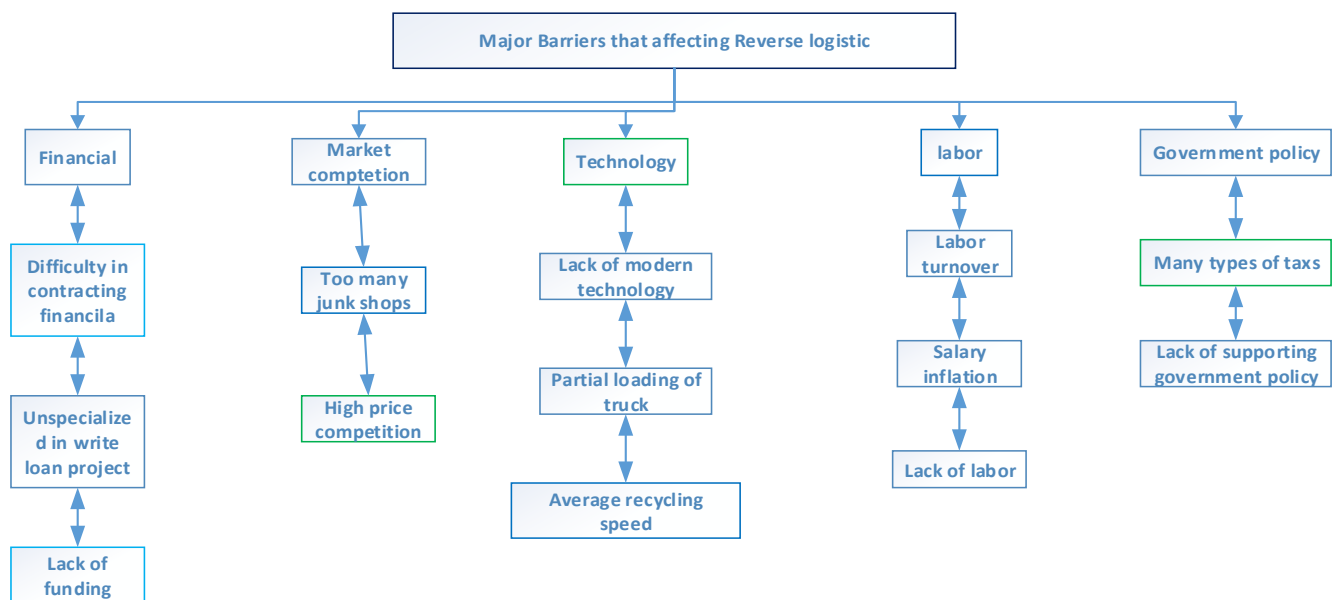 Major Barriers that affecting Reverse logistic
Financial
Market
comptetion
Technology
labor
Government policy
Difficulty in
contracting
financila
Too many
junk shops
Lack of modern
technology
Labor
turnover
Many types of taxs
Unspecialize
d in write
loan project
High price
competition
Partial loading of
truck
Salary
inflation
Lack of supporting
government policy
Lack of
funding
Average recycling
speed
Lack of labor